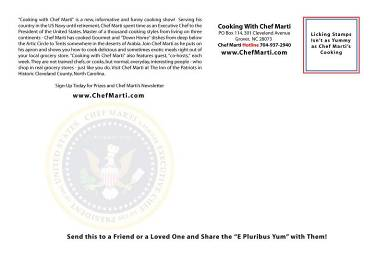 "Cooking with Chef Marti" is a new, informative and funny cooking show! Serving his
country in the US Navy until retirement, Chef Marti spent time as an Executive Chef to the
President of the United States. Master of a thousand cooking styles from living on three
continents - Chef Marti has cooked Gourmet and "Down Home" dishes from deep below
the Artic Circle to Tents somewhere in the deserts of Arabia. Join Chef Marti as he puts on
his apron and shows you how to cook delicious and sometimes exotic meals right out of
your local grocery store. "Cooking with Chef Marti" also features guest, "co-hosts," each
week. They are not trained chefs, or cooks, but normal, everyday, interesting people - who
shop in real grocery stores - just like you do. Visit Chef Marti at The Inn of the Patriots in
Historic Cleveland County, North Carolina.
Sign-Up Today for Prizes and Chef Marti's Newsletter
www.ChefMarti.com
Cooking With Chef Marti
PO Box 114, 301 Cleveland Avenue
Grover, NC 28073
Chef Marti Hotline 704-937-2940
www.ChefMarti.com
Licking Stamps
Isn't as Yummy
as Chef Marti's
Cooking
Send this to a Friend or a Loved One and Share the "E Pluribus Yum" with Them!